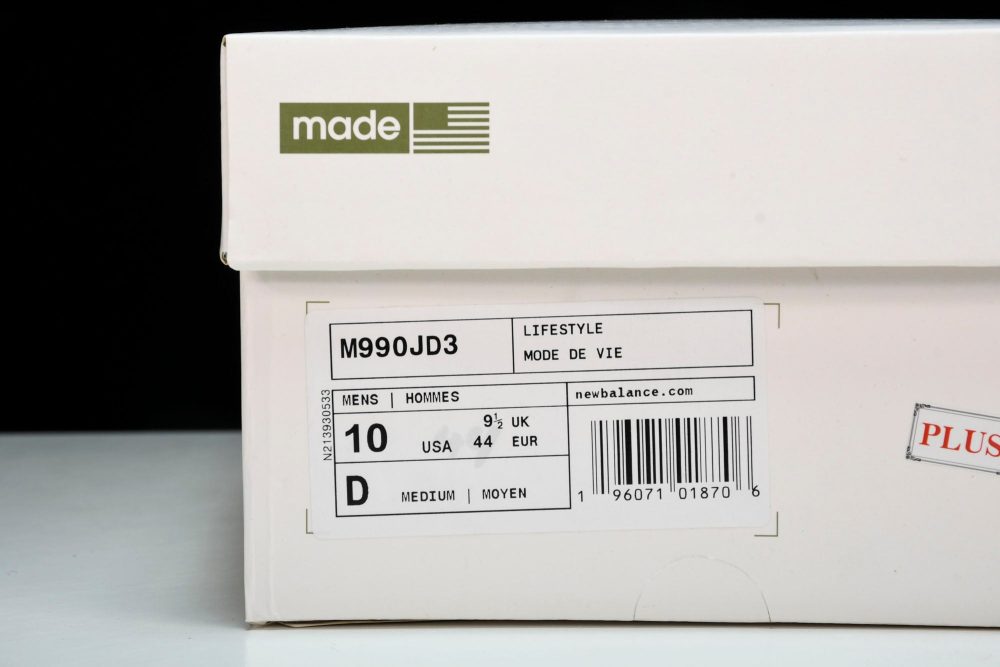 made
M990JD3
LIFESTYLE
MODE DE VIE
MENS | HOMMES
newbalance.com
N213930533
10 USA
9½ UK
44 EUR
D MEDIUM | MOYEN
1 96071 01870 6
PLUS